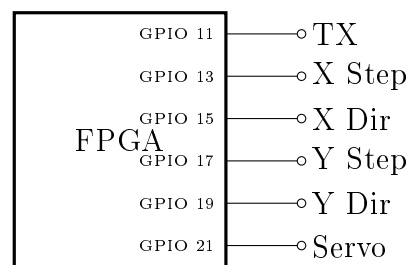 GPIO 11 TX
GPIO 13 X Step
GPIO 15 X Dir
FPGA
GPIO 17 Y Step
GPIO 19 Y Dir
GPIO 21 Servo